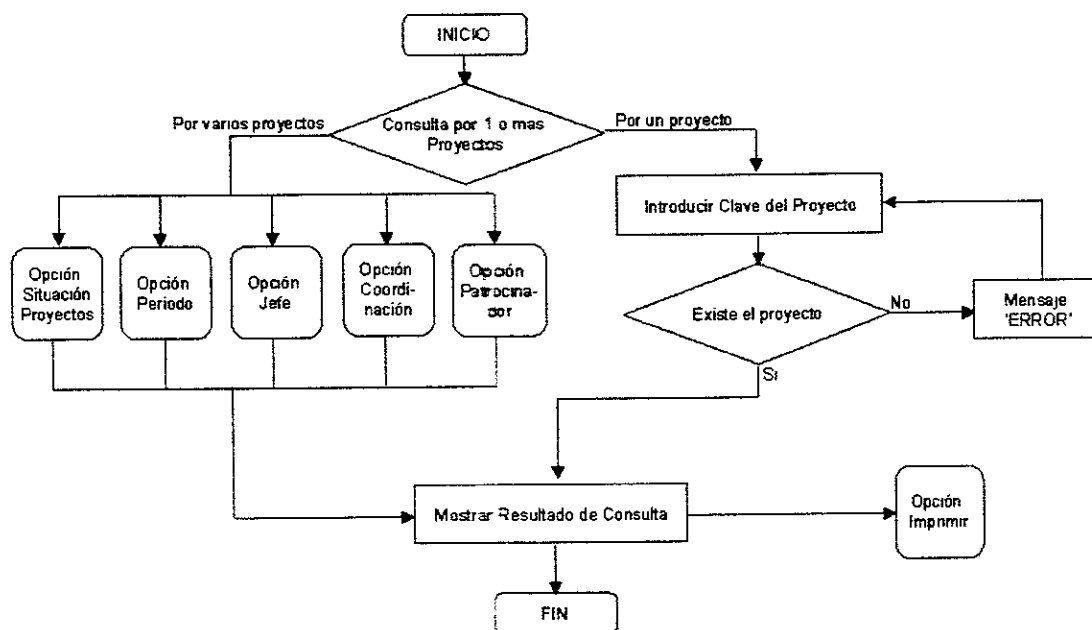 INICIO
Por varios proyectos
Consulta por 1 o mas
Proyectos
Por un proyecto
Introducir Clave del Proyecto
Opción
Situación
Proyectos
Opción
Periodo
Opción
Jefe
Opción
Coordi-
nación
Opción
Patrocina-
dor
Existe el proyecto
No
Mensaje
'ERROR'
Si
Mostrar Resultado de Consulta
Opción
Imprimir
FIN